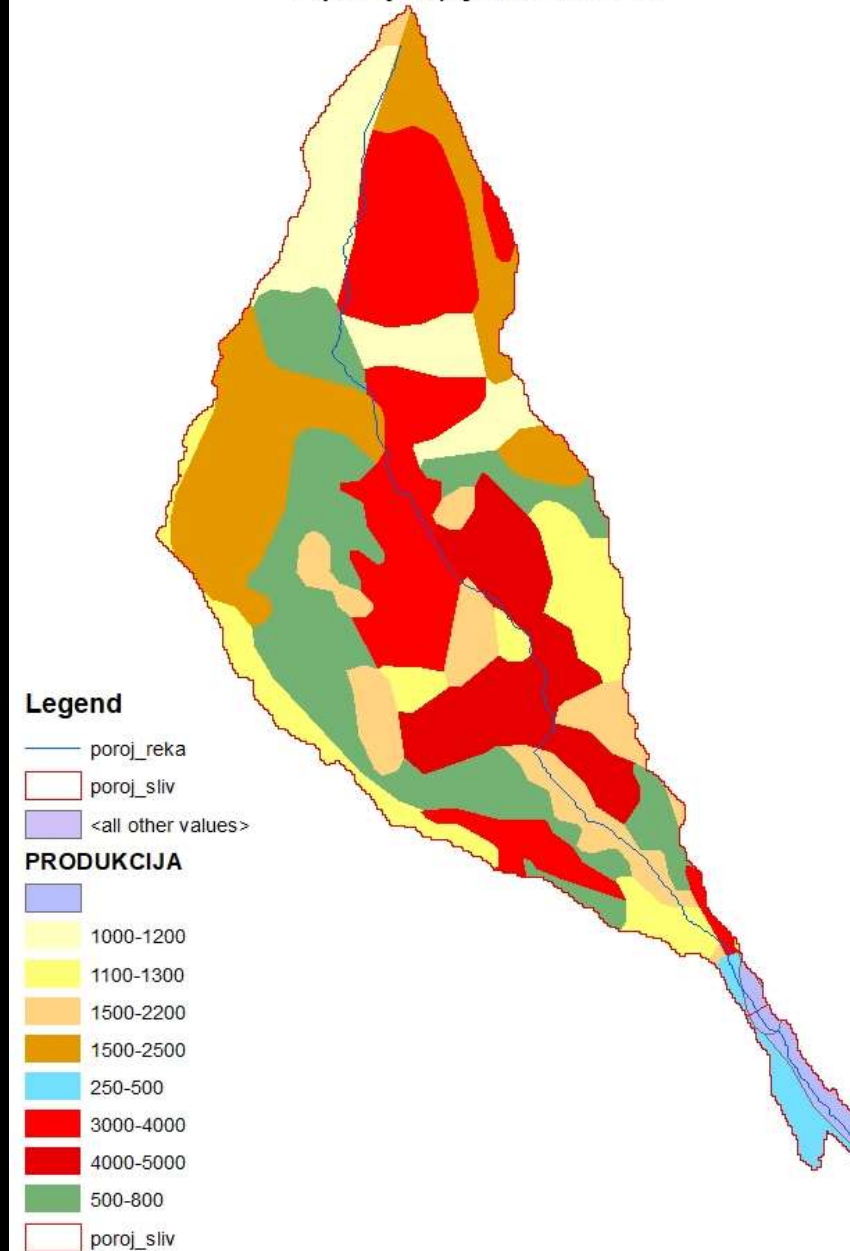 Legend
poroj_reka
poroj_sliv
<all other values>
PRODUKCIJA
1000-1200
1100-1300
1500-2200
1500-2500
250-500
3000-4000
4000-5000
500-800
poroj_sliv